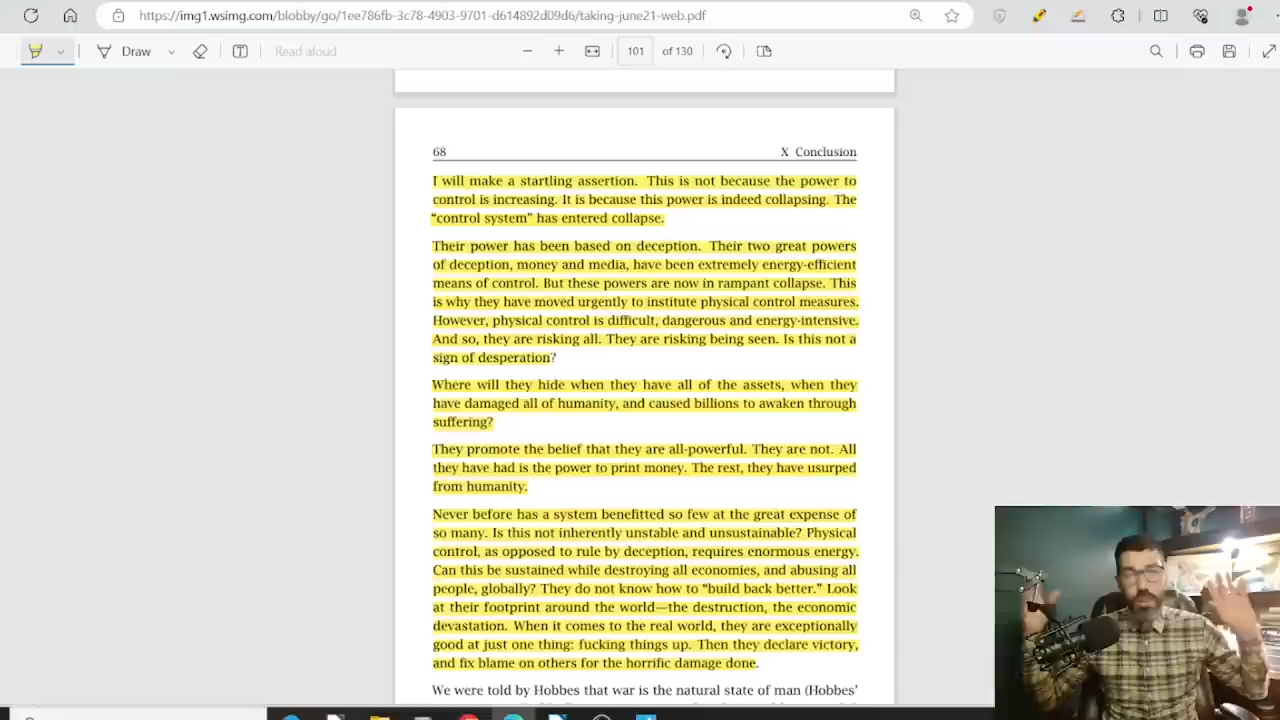 https://img1.wsimg.com/blobby/go/1ee786fb-3c78-4903-9701-d614892d09d6/taking-june21-web.pdf
Draw
Read aloud
101 of 130
68 X Conclusion
I will make a startling assertion. This is not because the power to
control is increasing. It is because this power is indeed collapsing. The
“control system” has entered collapse.
Their power has been based on deception. Their two great powers
of deception, money and media, have been extremely energy-efficient
means of control. But these powers are now in rampant collapse. This
is why they have moved urgently to institute physical control measures.
However, physical control is difficult, dangerous and energy-intensive.
And so, they are risking all. They are risking being seen. Is this not a
sign of desperation?
Where will they hide when they have all of the assets, when they
have damaged all of humanity, and caused billions to awaken through
suffering?
They promote the belief that they are all-powerful. They are not. All
they have had is the power to print money. The rest, they have usurped
from humanity.
Never before has a system benefitted so few at the great expense of
so many. Is this not inherently unstable and unsustainable? Physical
control, as opposed to rule by deception, requires enormous energy.
Can this be sustained while destroying all economies, and abusing all
people, globally? They do not know how to “build back better.” Look
at their footprint around the world—the destruction, the economic
devastation. When it comes to the real world, they are exceptionally
good at just one thing: fucking things up. Then they declare victory,
and fix blame on others for the horrific damage done.
We were told by Hobbes that war is the natural state of man (Hobbes’